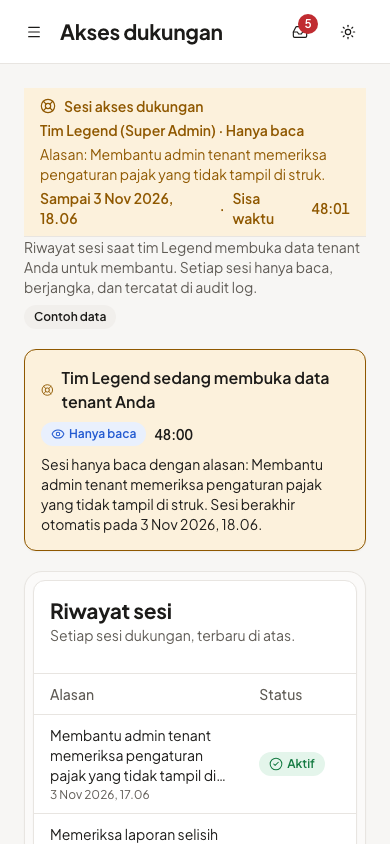 Akses dukungan
5
Sesi akses dukungan
Tim Legend (Super Admin) · Hanya baca
Alasan: Membantu admin tenant memeriksa
pengaturan pajak yang tidak tampil di struk.
Sampai 3 Nov 2026, 18.06 · Sisa waktu 48:01
Riwayat sesi saat tim Legend membuka data tenant
Anda untuk membantu. Setiap sesi hanya baca,
berjangka, dan tercatat di audit log.
Contoh data
Tim Legend sedang membuka data
tenant Anda
Hanya baca 48:00
Sesi hanya baca dengan alasan: Membantu
admin tenant memeriksa pengaturan pajak
yang tidak tampil di struk. Sesi berakhir
otomatis pada 3 Nov 2026, 18.06.
Riwayat sesi
Setiap sesi dukungan, terbaru di atas.
Alasan Status
Membantu admin tenant
memeriksa pengaturan
pajak yang tidak tampil di…
Aktif
3 Nov 2026, 17.06
Memeriksa laporan selisih